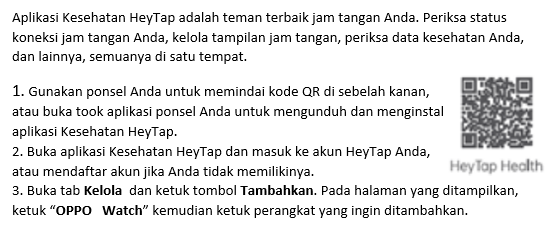 Aplikasi Kesehatan HeyTap adalah teman terbaik jam tangan Anda. Periksa status
koneksi jam tangan Anda, kelola tampilan jam tangan, periksa data kesehatan Anda,
dan lainnya, semuanya di satu tempat.
1. Gunakan ponsel Anda untuk memindai kode QR di sebelah kanan,
atau buka took aplikasi ponsel Anda untuk mengunduh dan menginstal
aplikasi Kesehatan HeyTap.
2. Buka aplikasi Kesehatan HeyTap dan masuk ke akun HeyTap Anda,
atau mendaftar akun jika Anda tidak memilikinya.
HeyTap Health
3. Buka tab Kelola dan ketuk tombol Tambahkan. Pada halaman yang ditampilkan,
ketuk “OPPO Watch” kemudian ketuk perangkat yang ingin ditambahkan.